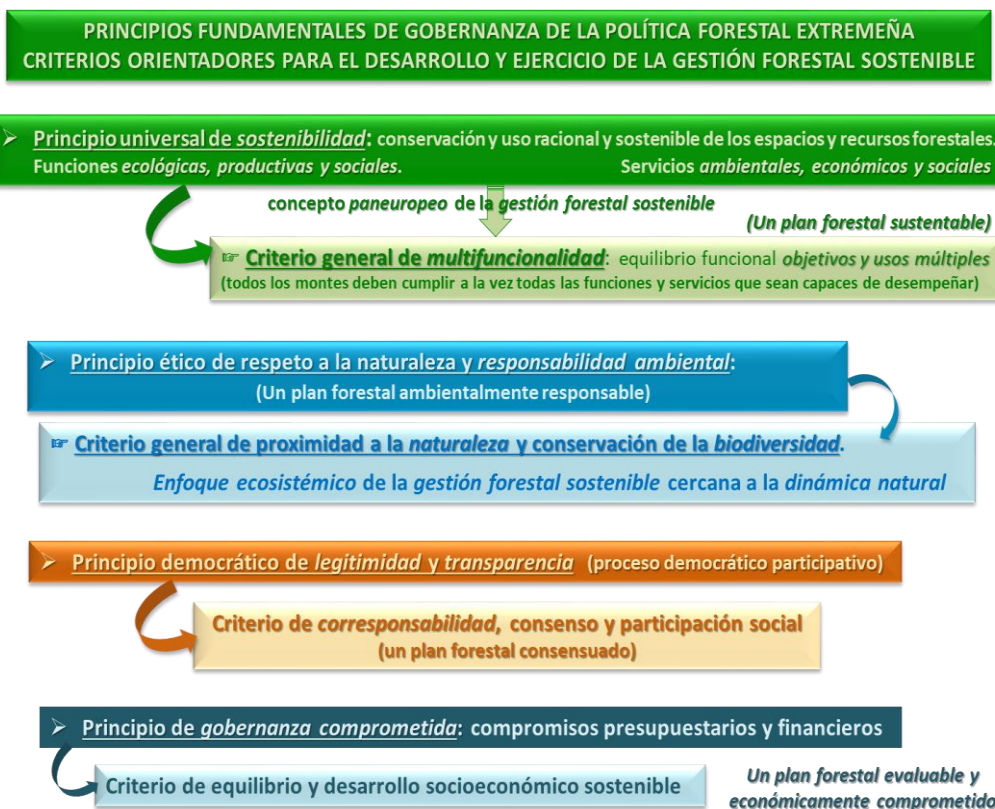 PRINCIPIOS FUNDAMENTALES DE GOBERNANZA DE LA POLÍTICA FORESTAL EXTREMEÑA
CRITERIOS ORIENTADORES PARA EL DESARROLLO Y EJERCICIO DE LA GESTIÓN FORESTAL SOSTENIBLE
➢ Principio universal de sostenibilidad: conservación y uso racional y sostenible de los espacios y recursos forestales.
Funciones ecológicas, productivas y sociales. Servicios ambientales, económicos y sociales
concepto paneuropeo de la gestión forestal sostenible
(Un plan forestal sustentable)
☞ Criterio general de multifuncionalidad: equilibrio funcional objetivos y usos múltiples
(todos los montes deben cumplir a la vez todas las funciones y servicios que sean capaces de desempeñar)
➢ Principio ético de respeto a la naturaleza y responsabilidad ambiental:
(Un plan forestal ambientalmente responsable)
☞ Criterio general de proximidad a la naturaleza y conservación de la biodiversidad.
Enfoque ecosistémico de la gestión forestal sostenible cercana a la dinámica natural
➢ Principio democrático de legitimidad y transparencia (proceso democrático participativo)
Criterio de corresponsabilidad, consenso y participación social
(un plan forestal consensuado)
➢ Principio de gobernanza comprometida: compromisos presupuestarios y financieros
Criterio de equilibrio y desarrollo socioeconómico sostenible
Un plan forestal evaluable y
económicamente comprometido